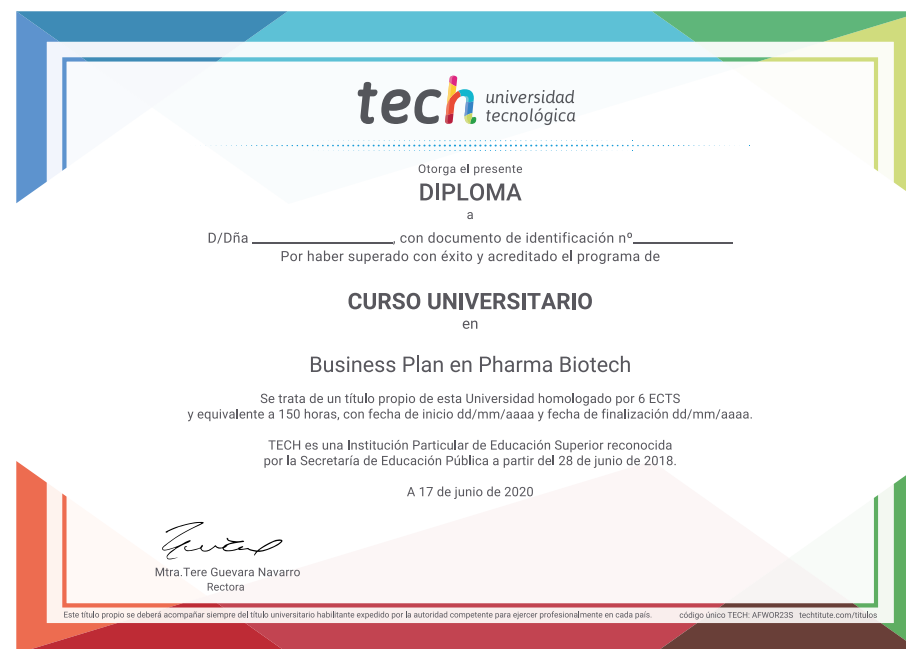 tech universidad
tecnológica
Otorga el presente
DIPLOMA
a
D/Dña ____________________, con documento de identificación nº______________
Por haber superado con éxito y acreditado el programa de
CURSO UNIVERSITARIO
en
Business Plan en Pharma Biotech
Se trata de un título propio de esta Universidad homologado por 6 ECTS
y equivalente a 150 horas, con fecha de inicio dd/mm/aaaa y fecha de finalización dd/mm/aaaa.
TECH es una Institución Particular de Educación Superior reconocida
por la Secretaría de Educación Pública a partir del 28 de junio de 2018.
A 17 de junio de 2020
Mtra.Tere Guevara Navarro
Rectora
Este título propio se deberá acompañar siempre del título universitario habilitante expedido por la autoridad competente para ejercer profesionalmente en cada país. código único TECH: AFWOR23S techtitute.com/titulos